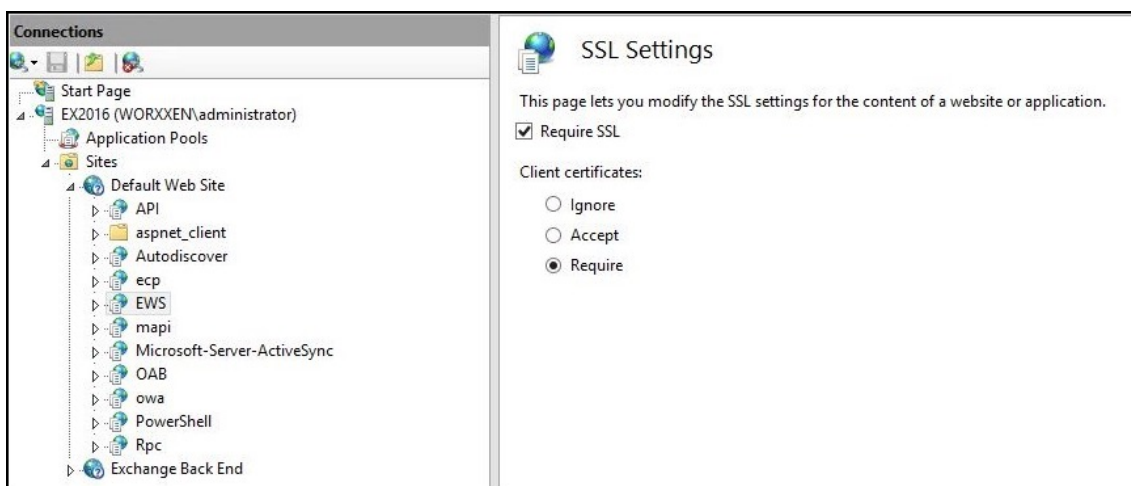 Connections
Start Page
EX2016 (WORXXEN\administrator)
Application Pools
Sites
Default Web Site
API
aspnet_client
Autodiscover
ecp
EWS
mapi
Microsoft-Server-ActiveSync
OAB
owa
PowerShell
Rpc
Exchange Back End
SSL Settings
This page lets you modify the SSL settings for the content of a website or application.
Require SSL
Client certificates:
Ignore
Accept
Require